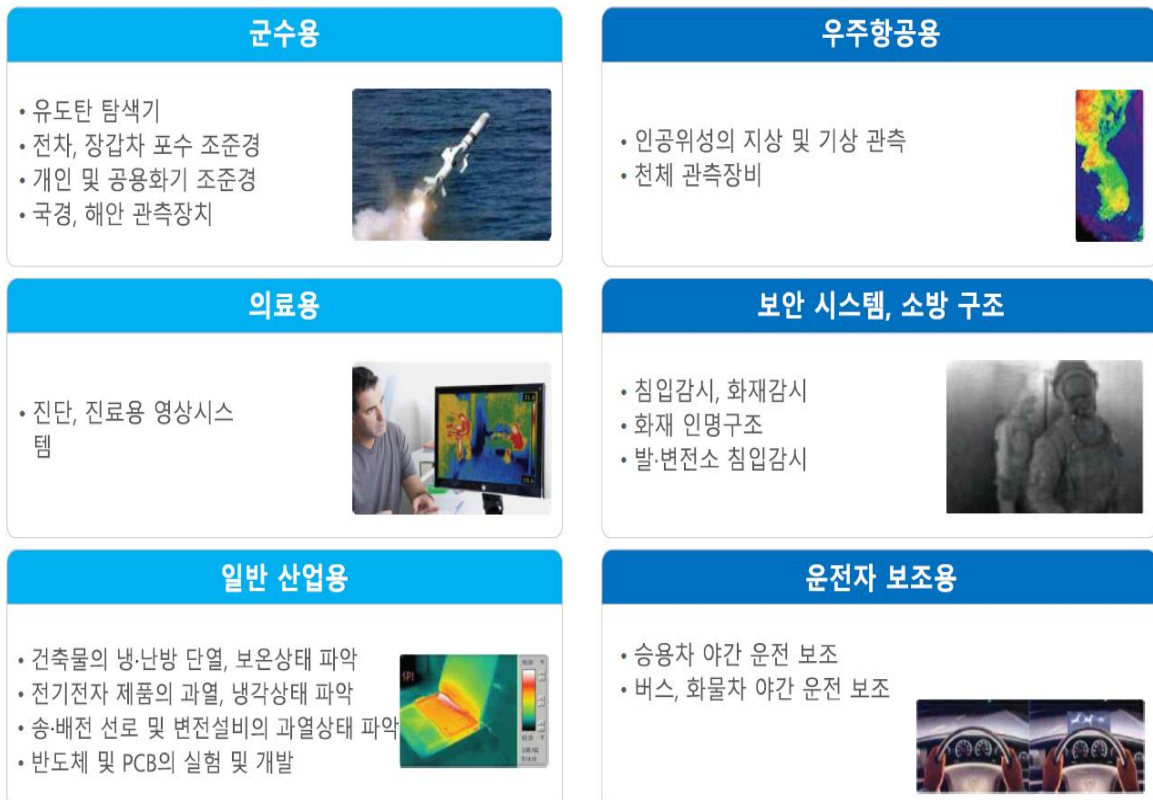 군수용
• 유도탄 탐색기
• 전차, 장갑차 포수 조준경
• 개인 및 공용화기 조준경
• 국경, 해안 관측장치
우주항공용
• 인공위성의 지상 및 기상 관측
• 천체 관측장비
의료용
• 진단, 진료용 영상시스
템
보안 시스템, 소방 구조
• 침입감시, 화재감시
• 화재 인명구조
• 발·변전소 침입감시
일반 산업용
• 건축물의 냉·난방 단열, 보온상태 파악
• 전기전자 제품의 과열, 냉각상태 파악
• 송·배전 선로 및 변전설비의 과열상태 파악
• 반도체 및 PCB의 실험 및 개발
운전자 보조용
• 승용차 야간 운전 보조
• 버스, 화물차 야간 운전 보조